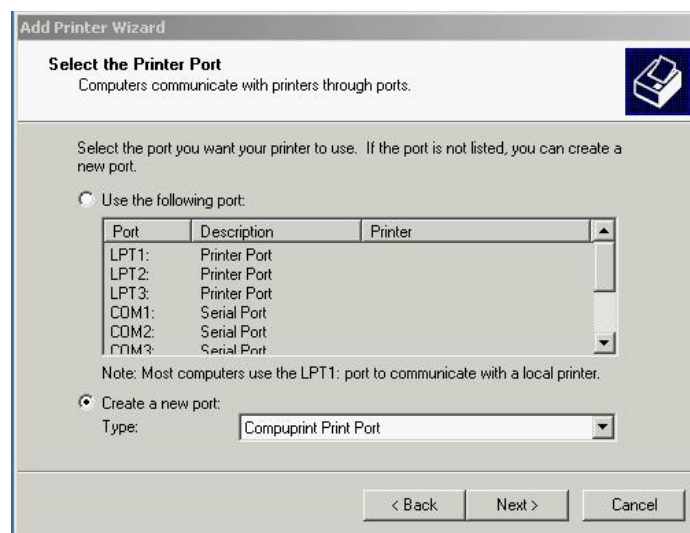 Add Printer Wizard
Select the Printer Port
Computers communicate with printers through ports.
Select the port you want your printer to use. If the port is not listed, you can create a
new port.
Use the following port:
Port Description Printer
LPT1: Printer Port
LPT2: Printer Port
LPT3: Printer Port
COM1: Serial Port
COM2: Serial Port
COM3: Serial Port
Note: Most computers use the LPT1: port to communicate with a local printer.
Create a new port:
Type: Compuprint Print Port
< Back Next > Cancel